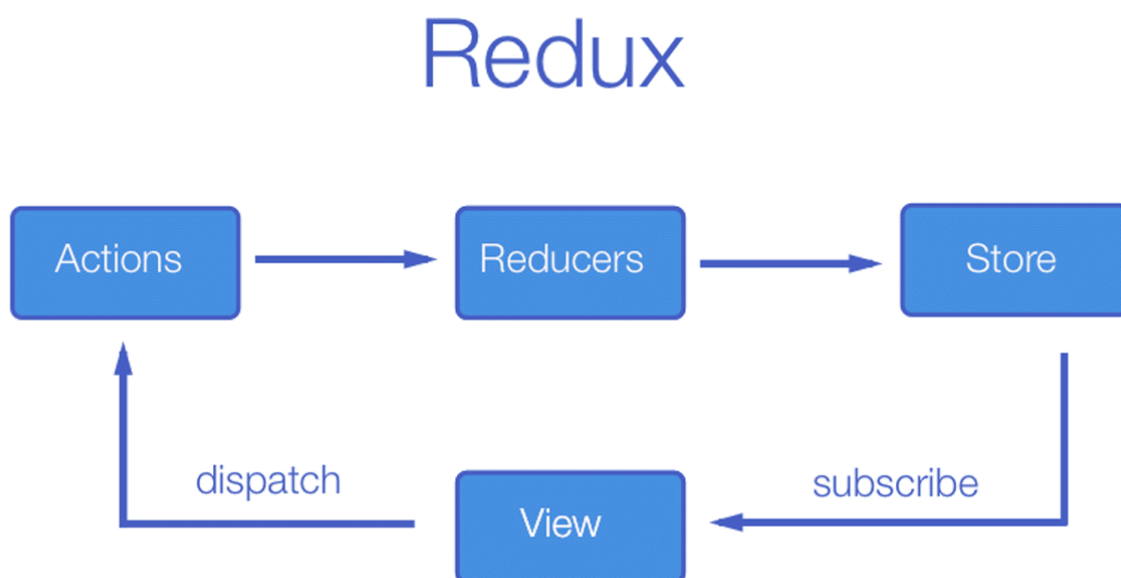 Redux
Actions
Reducers
Store
dispatch
subscribe
View